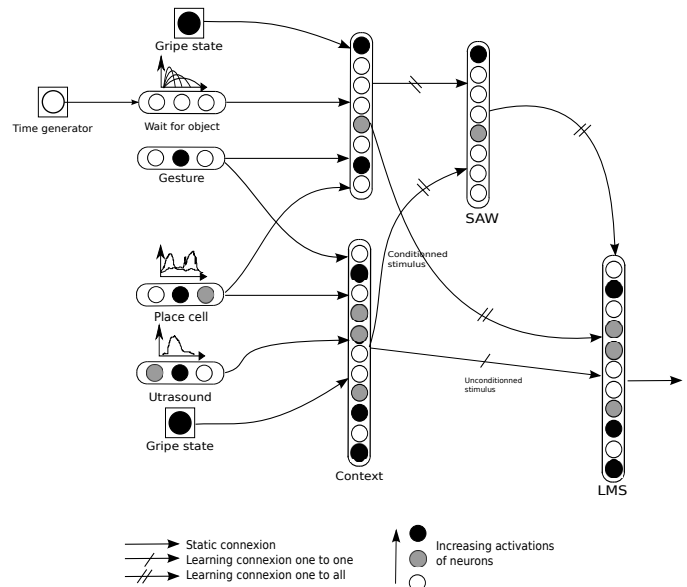 Gripe state
Time generator
Wait for object
Gesture
SAW
Conditionned
stimulus
Place cell
Unconditionned
stimulus
Utrasound
Gripe state
Context
LMS
Static connexion
Learning connexion one to one
Learning connexion one to all
Increasing activations
of neurons